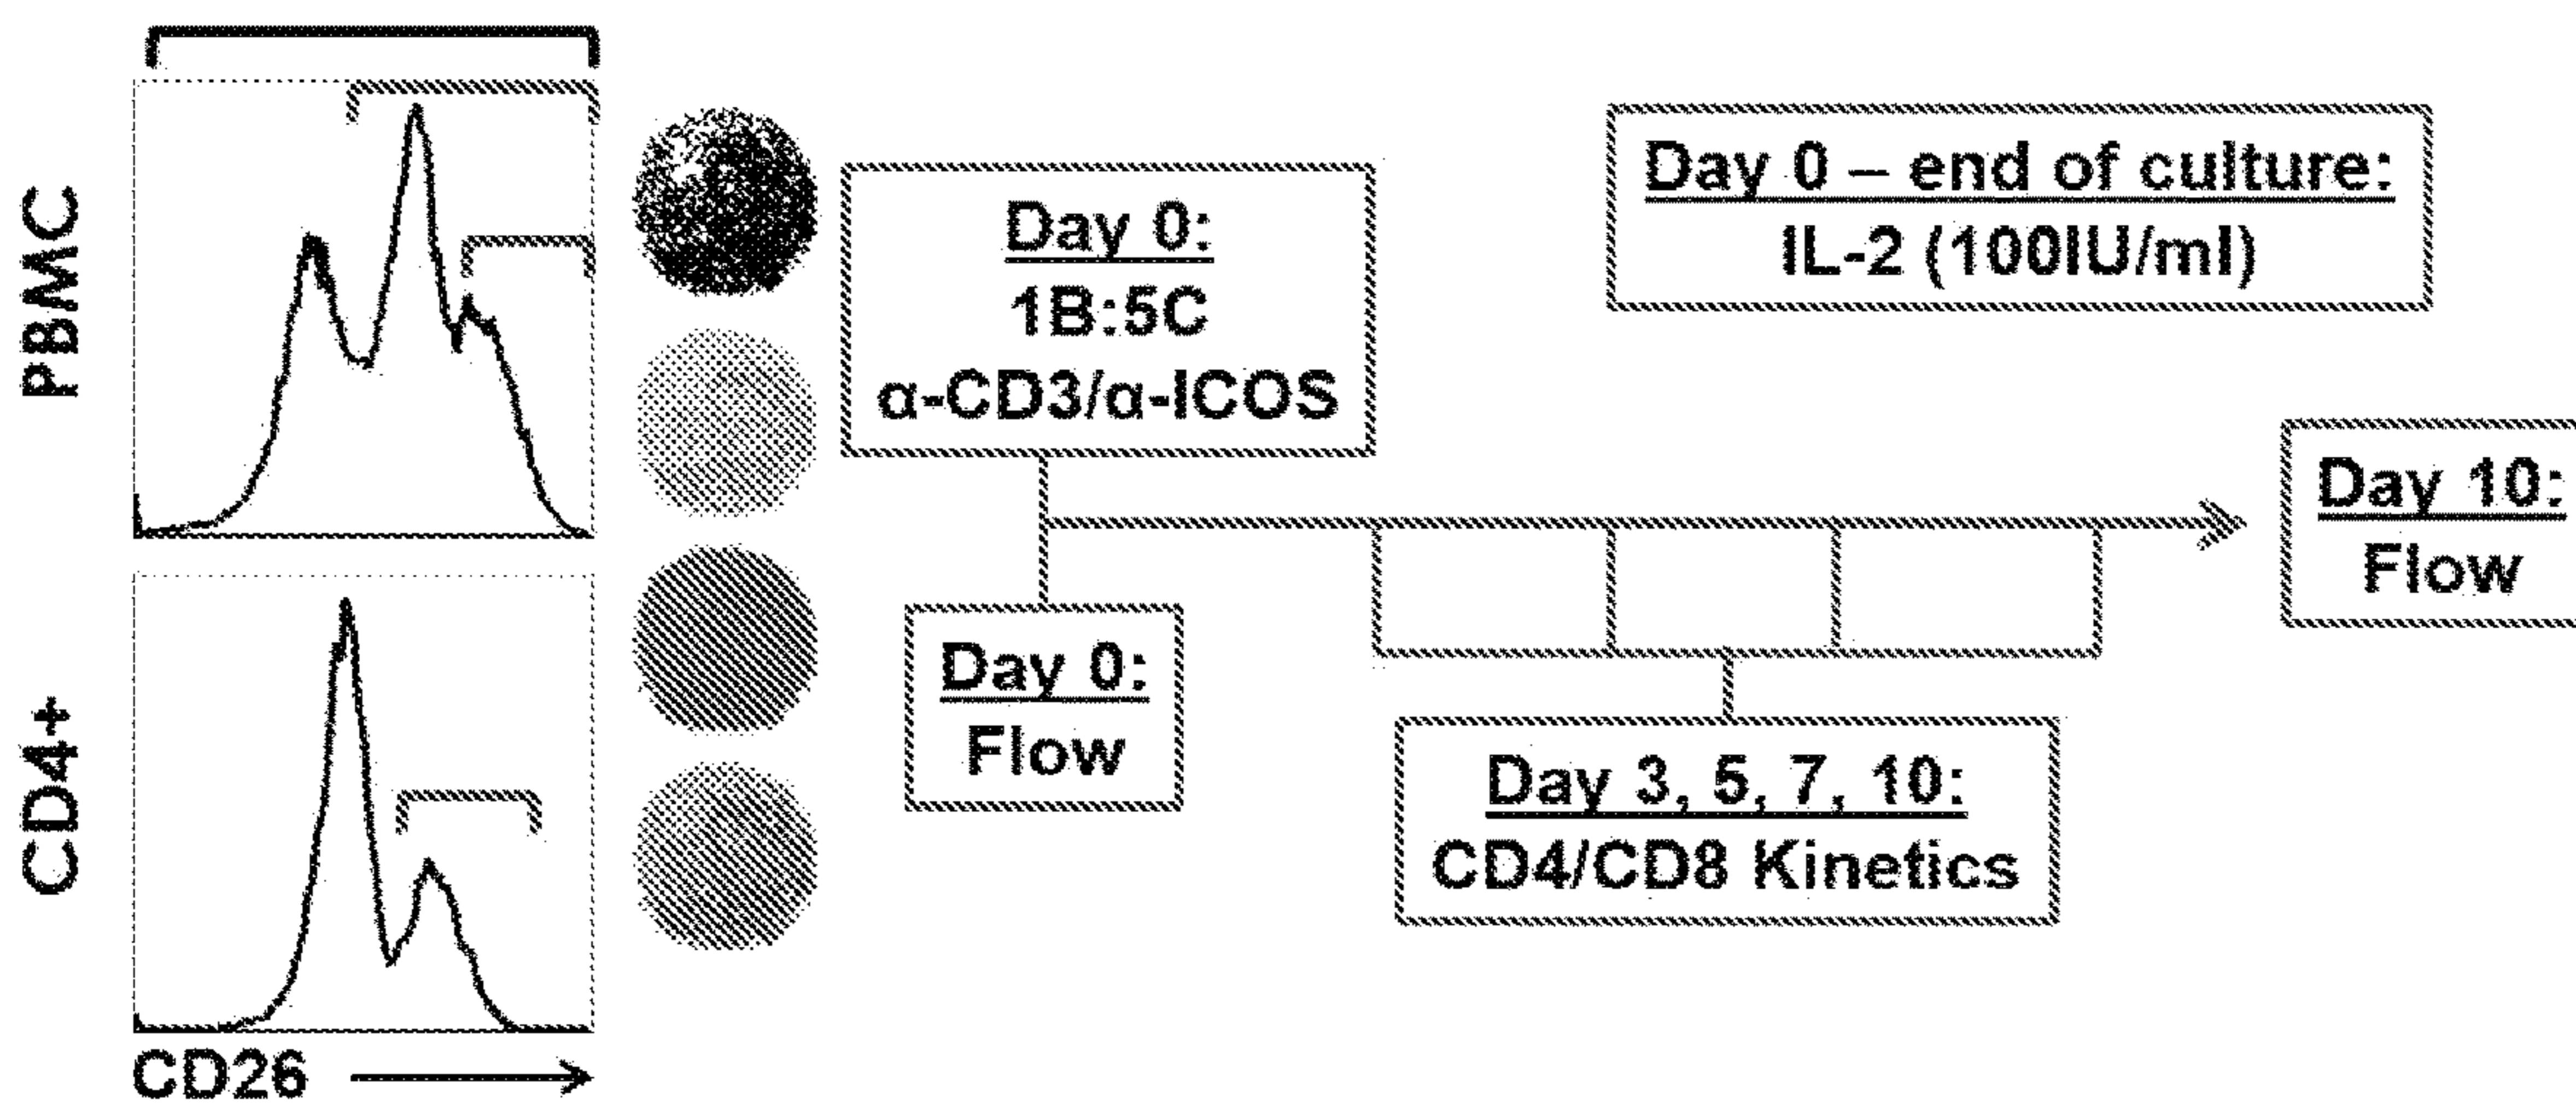 PBMC
CD4+
CD26
Day 0:
1B:5C
α-CD3/α-ICOS
Day 0 – end of culture:
IL-2 (100IU/ml)
Day 0:
Flow
Day 3, 5, 7, 10:
CD4/CD8 Kinetics
Day 10:
Flow